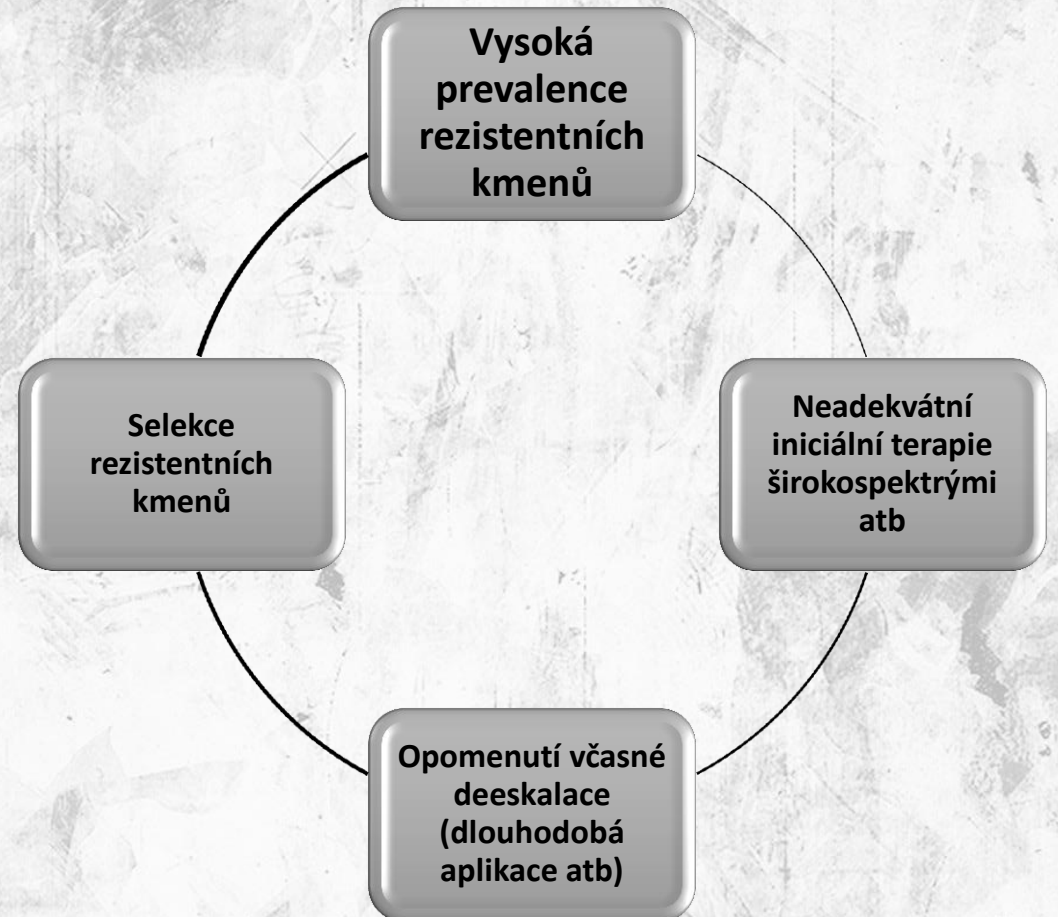 Vysoká
prevalence
rezistentních
kmenů
Neadekvátní
iniciální terapie
širokospektrými
atb
Opomenutí včasné
deeskalace
(dlouhodobá
aplikace atb)
Selekce
rezistentních
kmenů